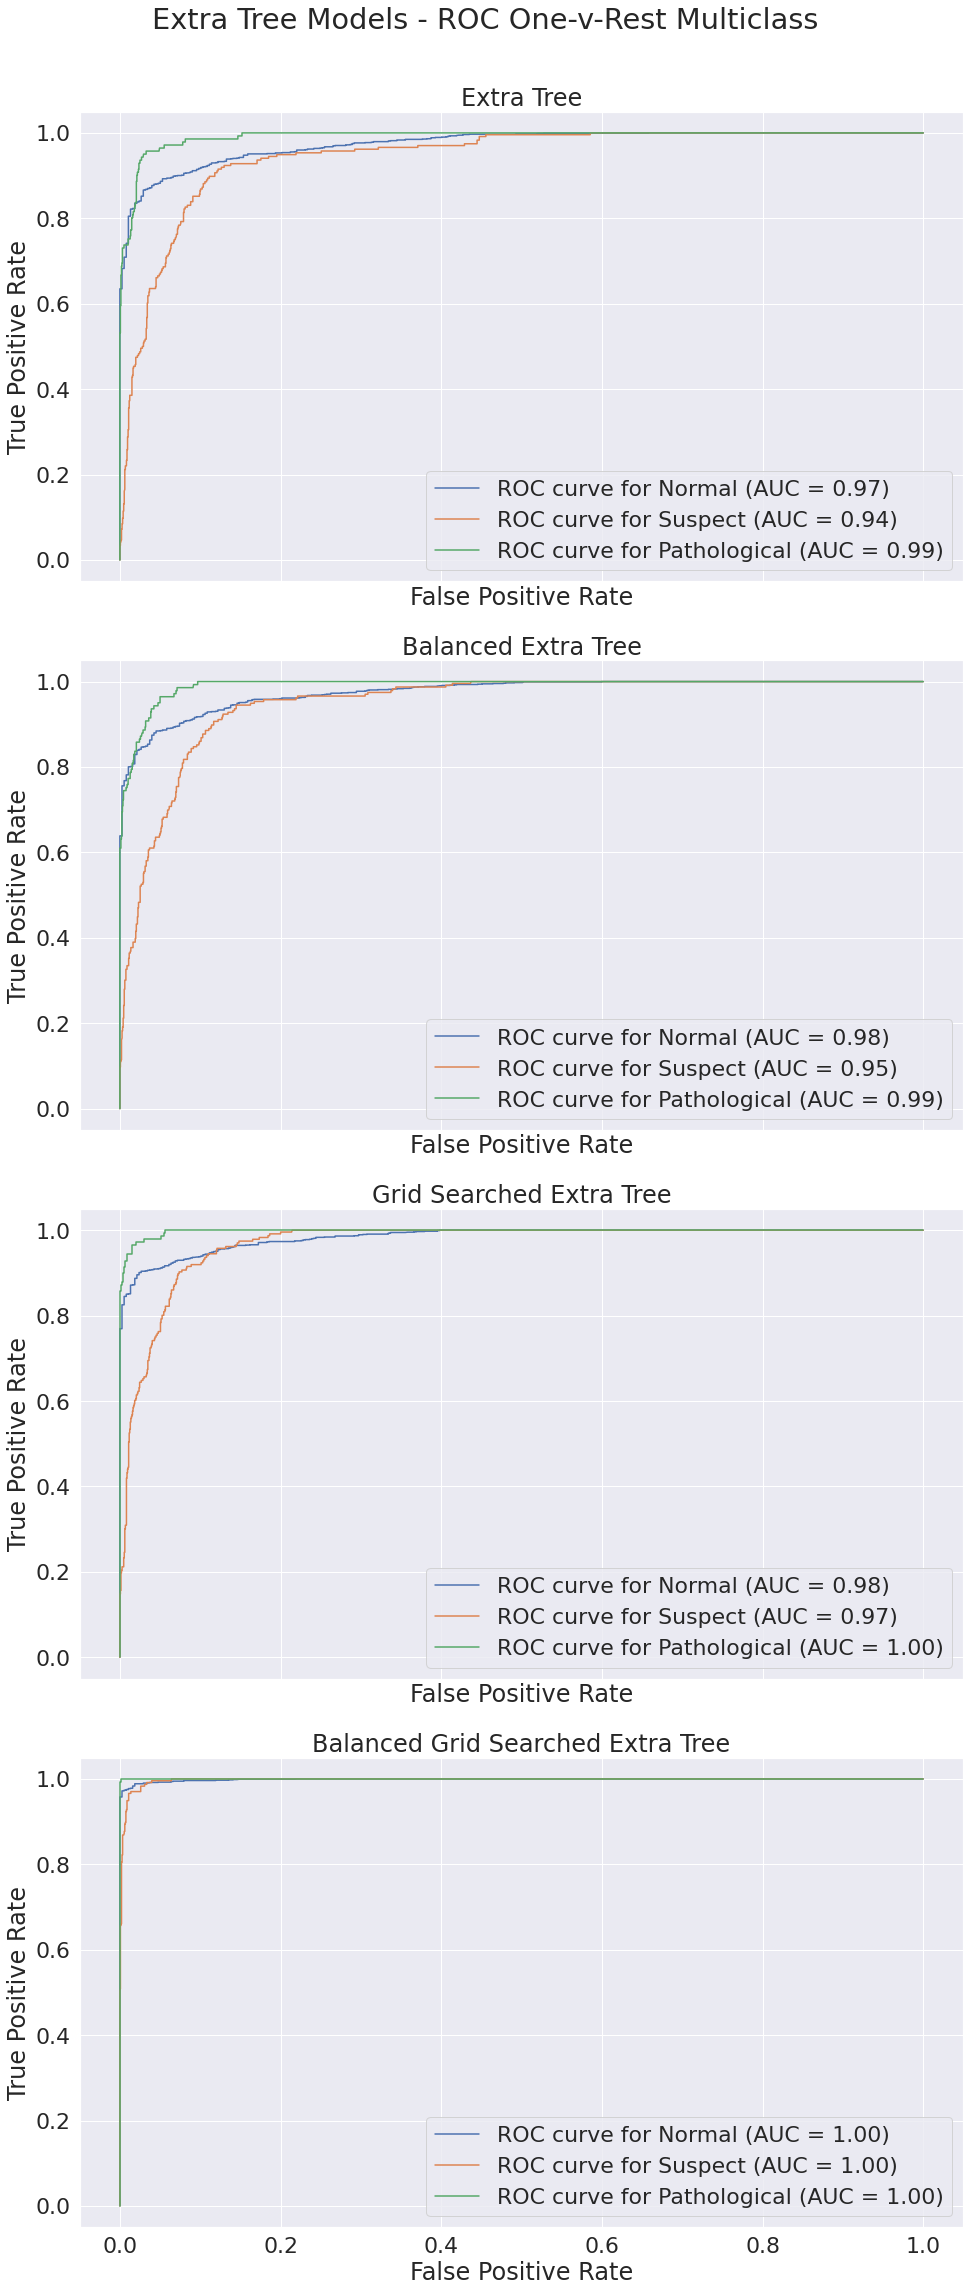 Extra Tree Models - ROC One-v-Rest Multiclass
Extra Tree
1.0
0.8
0.6
0.4
0.2
0.0
True Positive Rate
ROC curve for Normal (AUC = 0.97)
ROC curve for Suspect (AUC = 0.94)
ROC curve for Pathological (AUC = 0.99)
False Positive Rate
Balanced Extra Tree
1.0
0.8
0.6
0.4
0.2
0.0
True Positive Rate
ROC curve for Normal (AUC = 0.98)
ROC curve for Suspect (AUC = 0.95)
ROC curve for Pathological (AUC = 0.99)
False Positive Rate
Grid Searched Extra Tree
1.0
0.8
0.6
0.4
0.2
0.0
True Positive Rate
ROC curve for Normal (AUC = 0.98)
ROC curve for Suspect (AUC = 0.97)
ROC curve for Pathological (AUC = 1.00)
False Positive Rate
Balanced Grid Searched Extra Tree
1.0
0.8
0.6
0.4
0.2
0.0
True Positive Rate
ROC curve for Normal (AUC = 1.00)
ROC curve for Suspect (AUC = 1.00)
ROC curve for Pathological (AUC = 1.00)
0.0 0.2 0.4 0.6 0.8 1.0
False Positive Rate